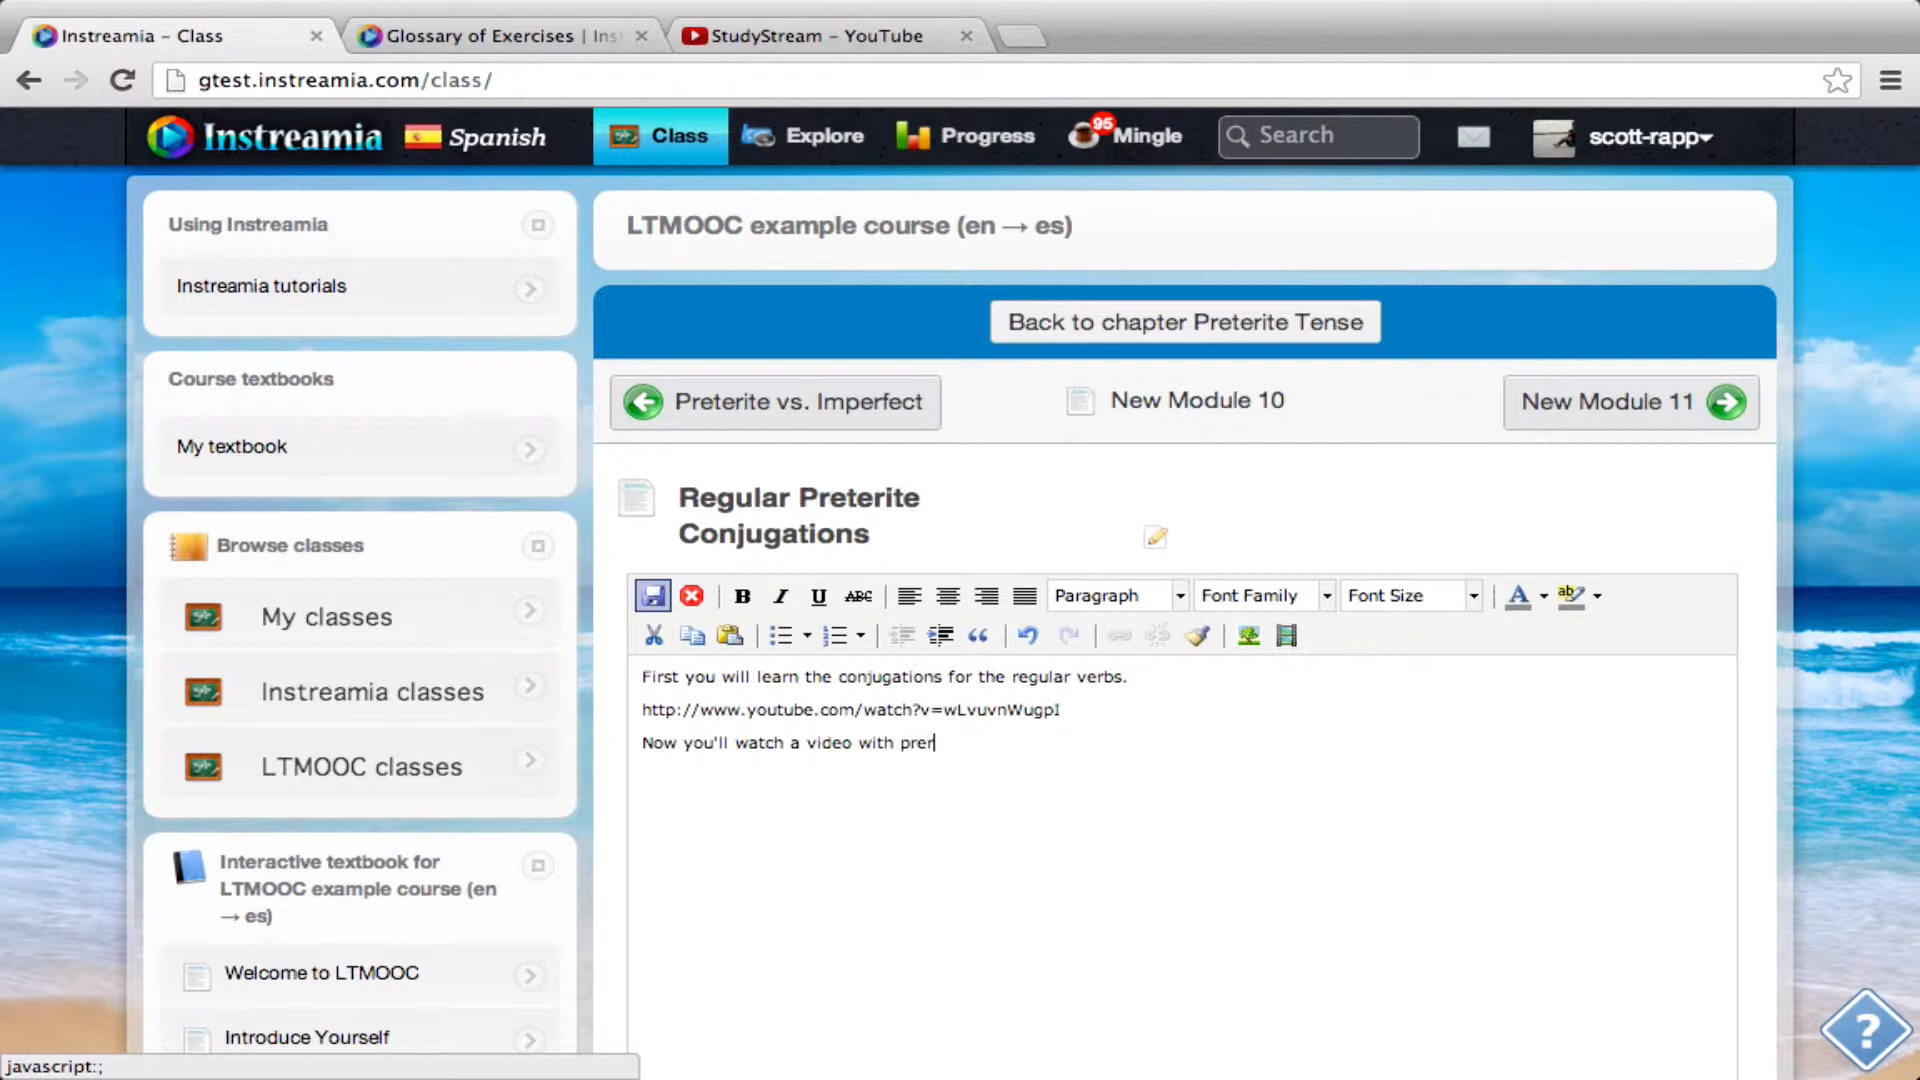 Instreamia – Class
Glossary of Exercises | Ins
StudyStream – YouTube
gtest.instreamia.com/class/
Instreamia
Spanish
Class
Explore
Progress
95
Mingle
Search
scott-rapp
Using Instreamia
Instreamia tutorials
Course textbooks
My textbook
Browse classes
My classes
Instreamia classes
LTMOOC classes
Interactive textbook for
LTMOOC example course (en
→ es)
Welcome to LTMOOC
Introduce Yourself
LTMOOC example course (en → es)
Back to chapter Preterite Tense
Preterite vs. Imperfect
New Module 10
New Module 11
Regular Preterite
Conjugations
B I U ABC Paragraph Font Family Font Size A ab
First you will learn the conjugations for the regular verbs.
http://www.youtube.com/watch?v=wLvuvnWugpI
Now you'll watch a video with prer
?
javascript:;